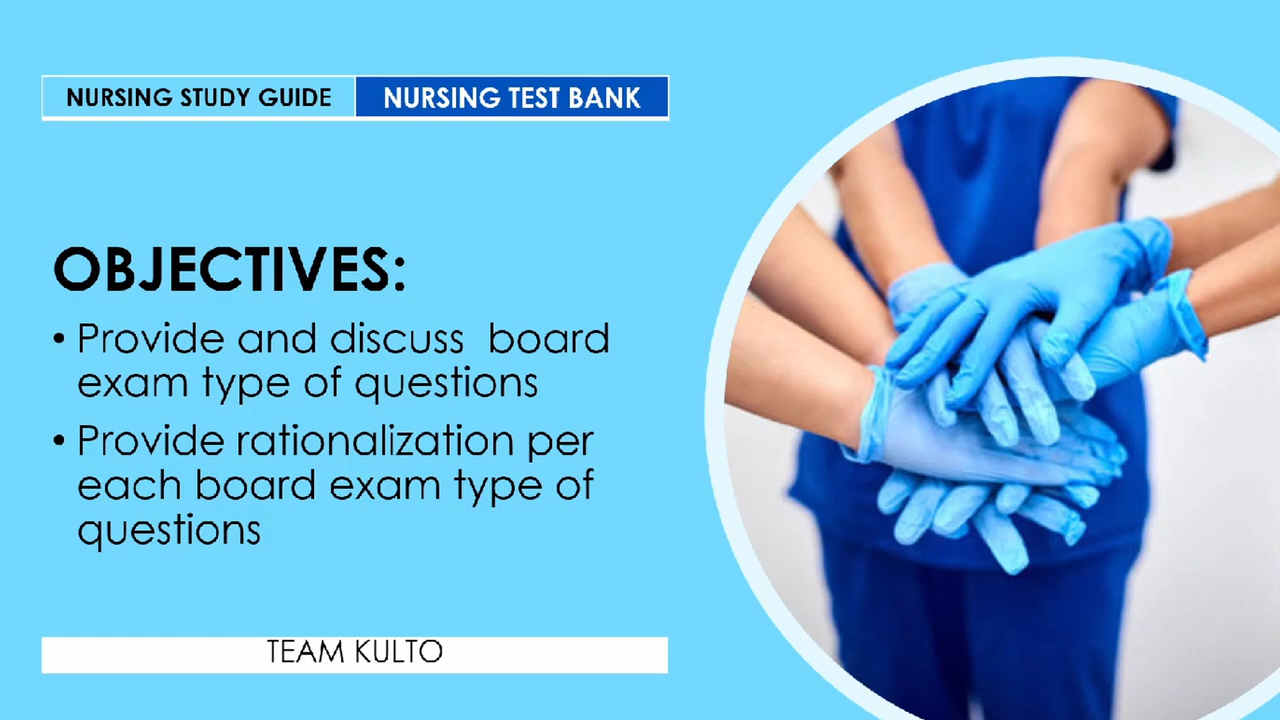 NURSING STUDY GUIDE NURSING TEST BANK
OBJECTIVES:
• Provide and discuss board
exam type of questions
• Provide rationalization per
each board exam type of
questions
TEAM KULTO